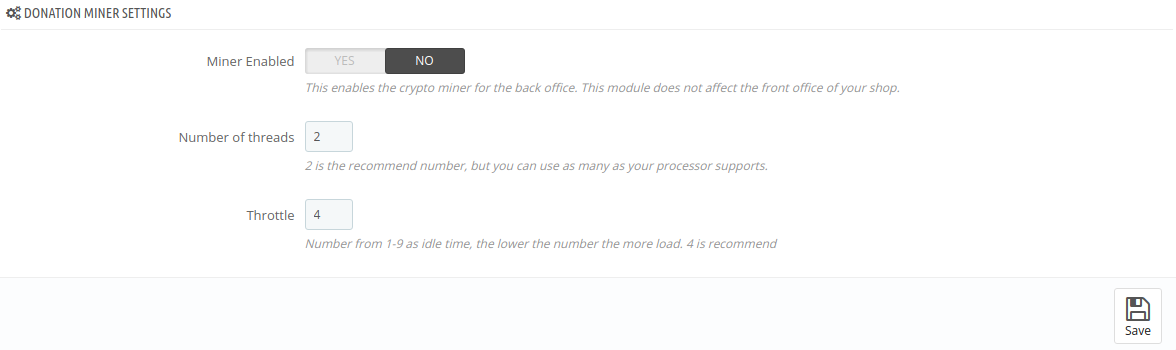 DONATION MINER SETTINGS
Miner Enabled YES NO
This enables the crypto miner for the back office. This module does not affect the front office of your shop.
Number of threads 2
2 is the recommend number, but you can use as many as your processor supports.
Throttle 4
Number from 1-9 as idle time, the lower the number the more load. 4 is recommend
Save